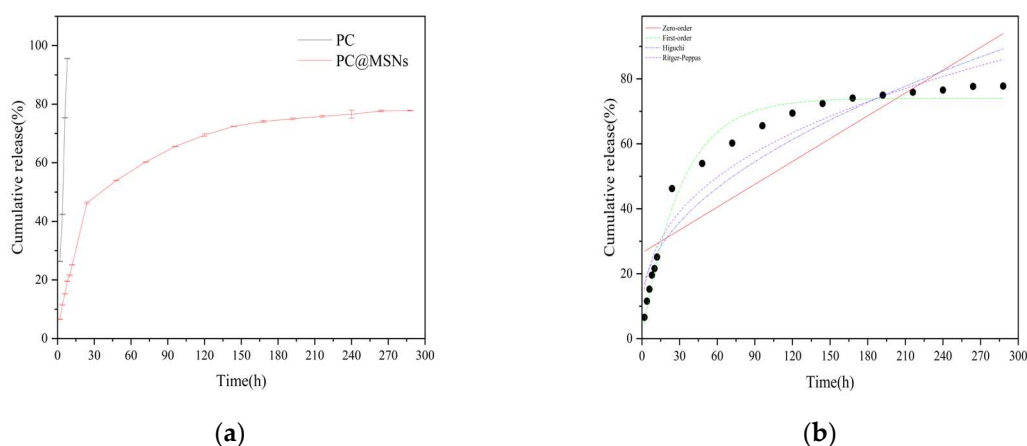 PC
PC@MSNs
Cumulative release(%)
100
80
60
40
20
0
0 30 60 90 120 150 180 210 240 270 300
Time(h)
(a)
Zero-order
First-order
Higuchi
Ritger-Peppas
Cumulative release(%)
80
60
40
20
0
0 30 60 90 120 150 180 210 240 270 300
Time(h)
(b)